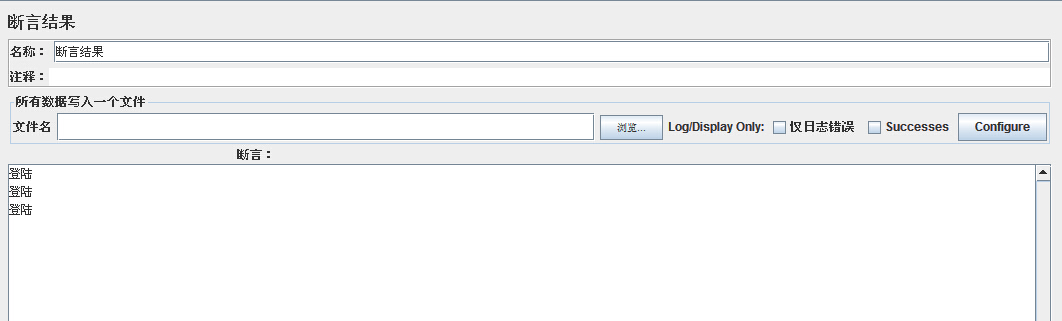 断言结果
名称： 断言结果
注释：
所有数据写入一个文件
文件名 浏览... Log/Display Only: 仅日志错误 Successes Configure
断言：
登陆
登陆
登陆